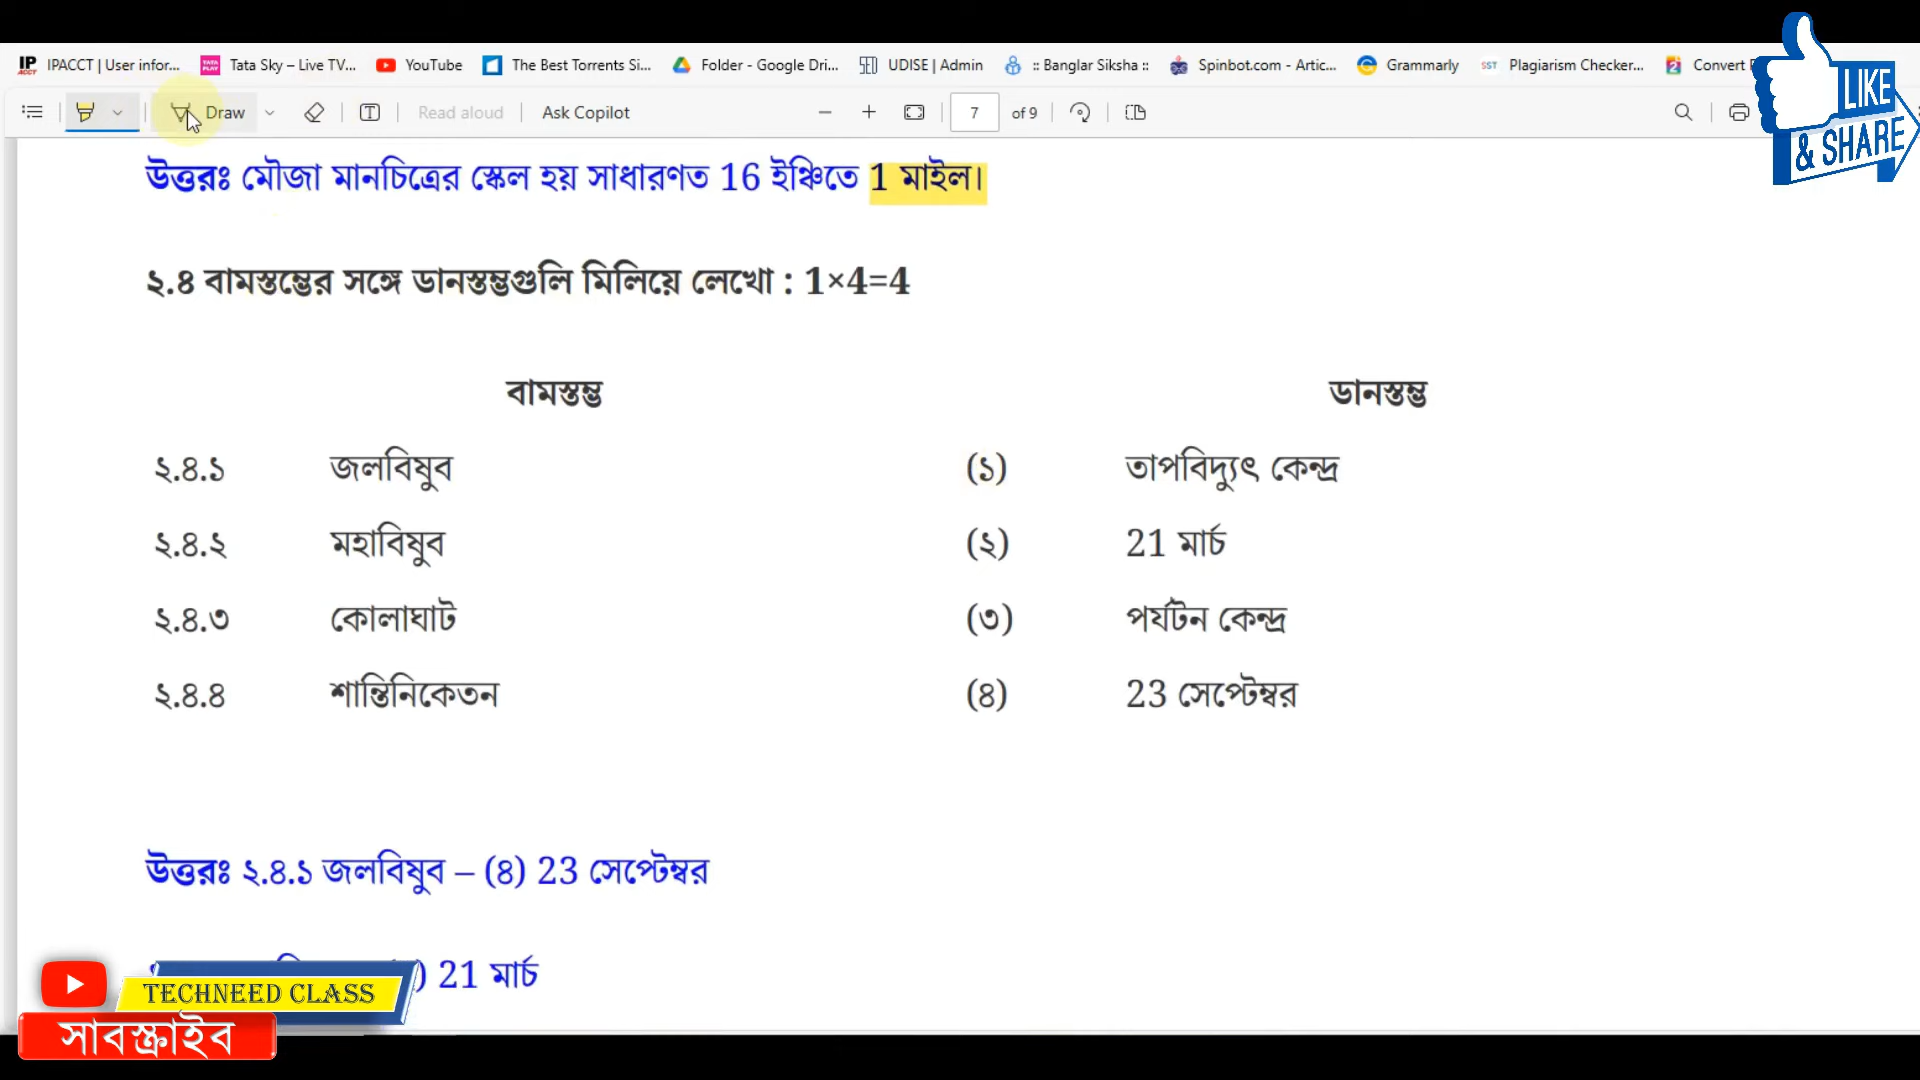 IPACCT | User infor... Tata Sky – Live TV... YouTube The Best Torrents Si... Folder - Google Dri... UDISE | Admin :: Banglar Siksha :: Spinbot.com - Artic... Grammarly SST Plagiarism Checker... Convert
Draw Read aloud Ask Copilot 7 of 9
LIKE
& SHARE
উত্তরঃ মৌজা মানচিত্রের স্কেল হয় সাধারণত 16 ইঞ্চিতে 1 মাইল।
২.৪ বামস্তম্ভের সঙ্গে ডানস্তম্ভগুলি মিলিয়ে লেখো : 1×4=4
বামস্তম্ভ ডানস্তম্ভ
২.৪.১ জলবিষুব (১) তাপবিদ্যুৎ কেন্দ্র
২.৪.২ মহাবিষুব (২) 21 মার্চ
২.৪.৩ কোলাঘাট (৩) পর্যটন কেন্দ্র
২.৪.৪ শান্তিনিকেতন (৪) 23 সেপ্টেম্বর
উত্তরঃ ২.৪.১ জলবিষুব – (৪) 23 সেপ্টেম্বর
) 21 মার্চ
TECHNEED CLASS
সাবস্ক্রাইব